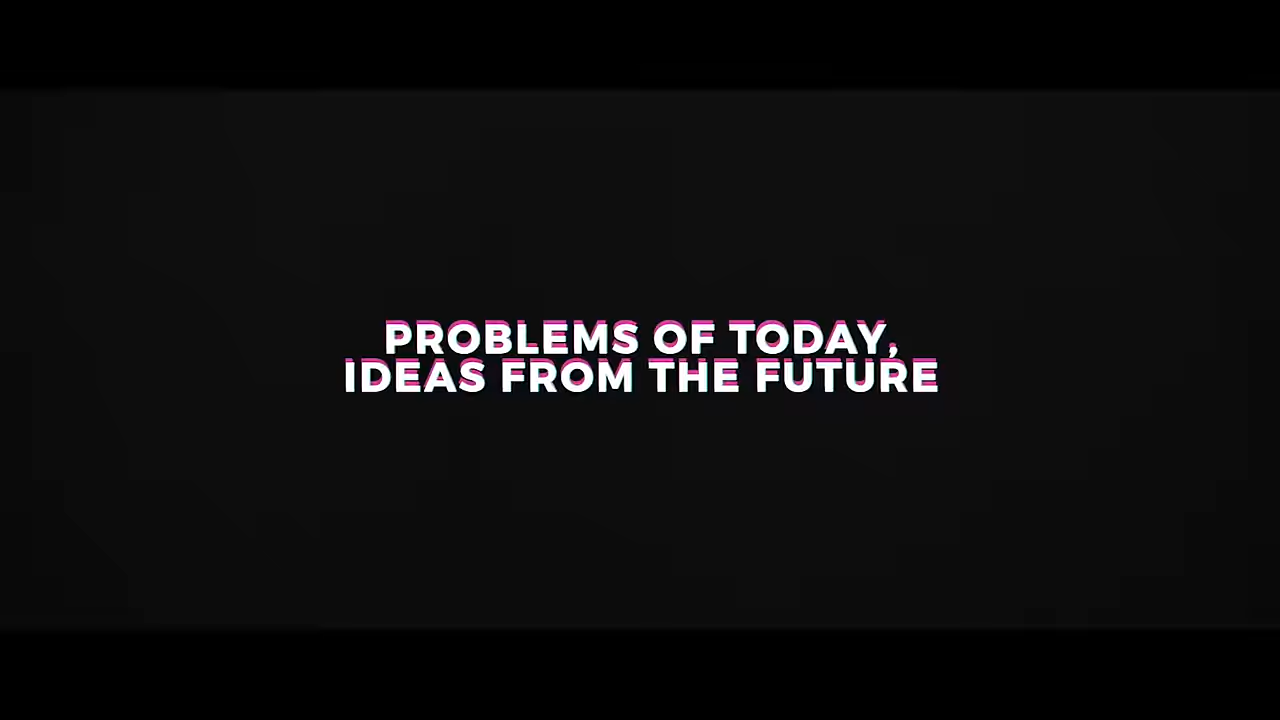 PROBLEMS OF TODAY,
IDEAS FROM THE FUTURE